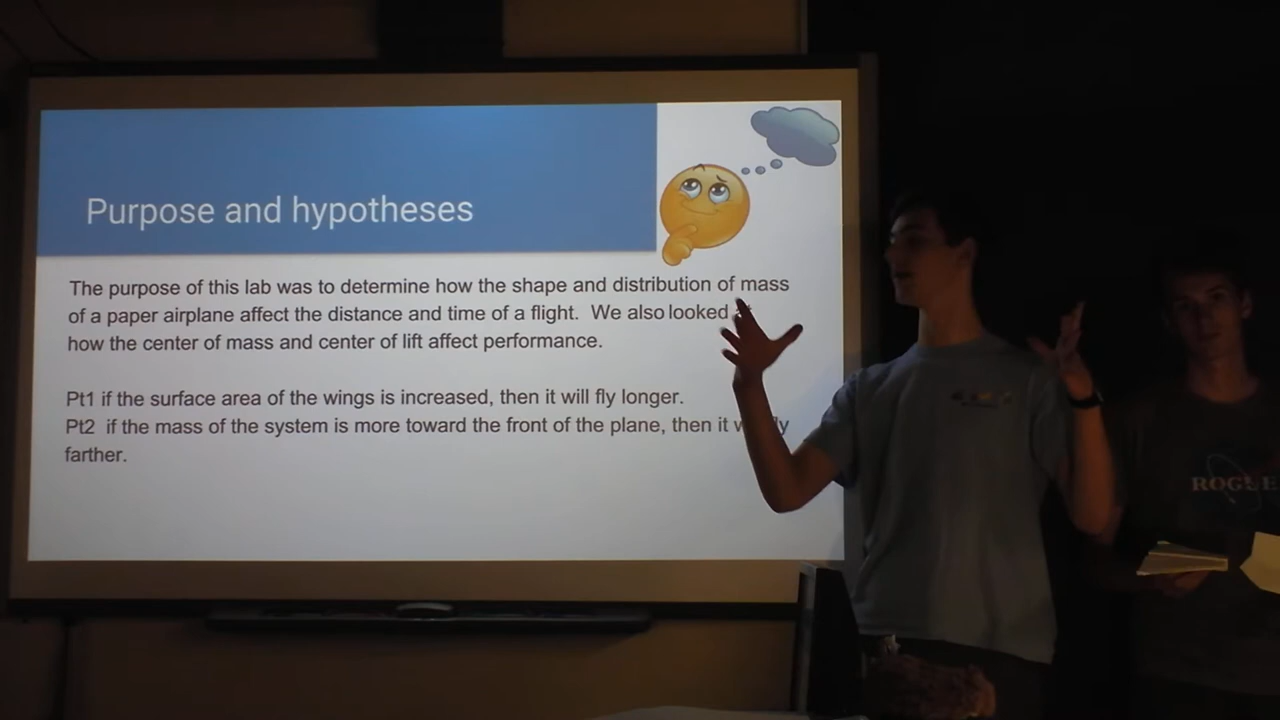 Purpose and hypotheses
The purpose of this lab was to determine how the shape and distribution of mass
of a paper airplane affect the distance and time of a flight. We also looked
how the center of mass and center of lift affect performance.
Pt1 if the surface area of the wings is increased, then it will fly longer.
Pt2 if the mass of the system is more toward the front of the plane, then it
farther.
ROGUE